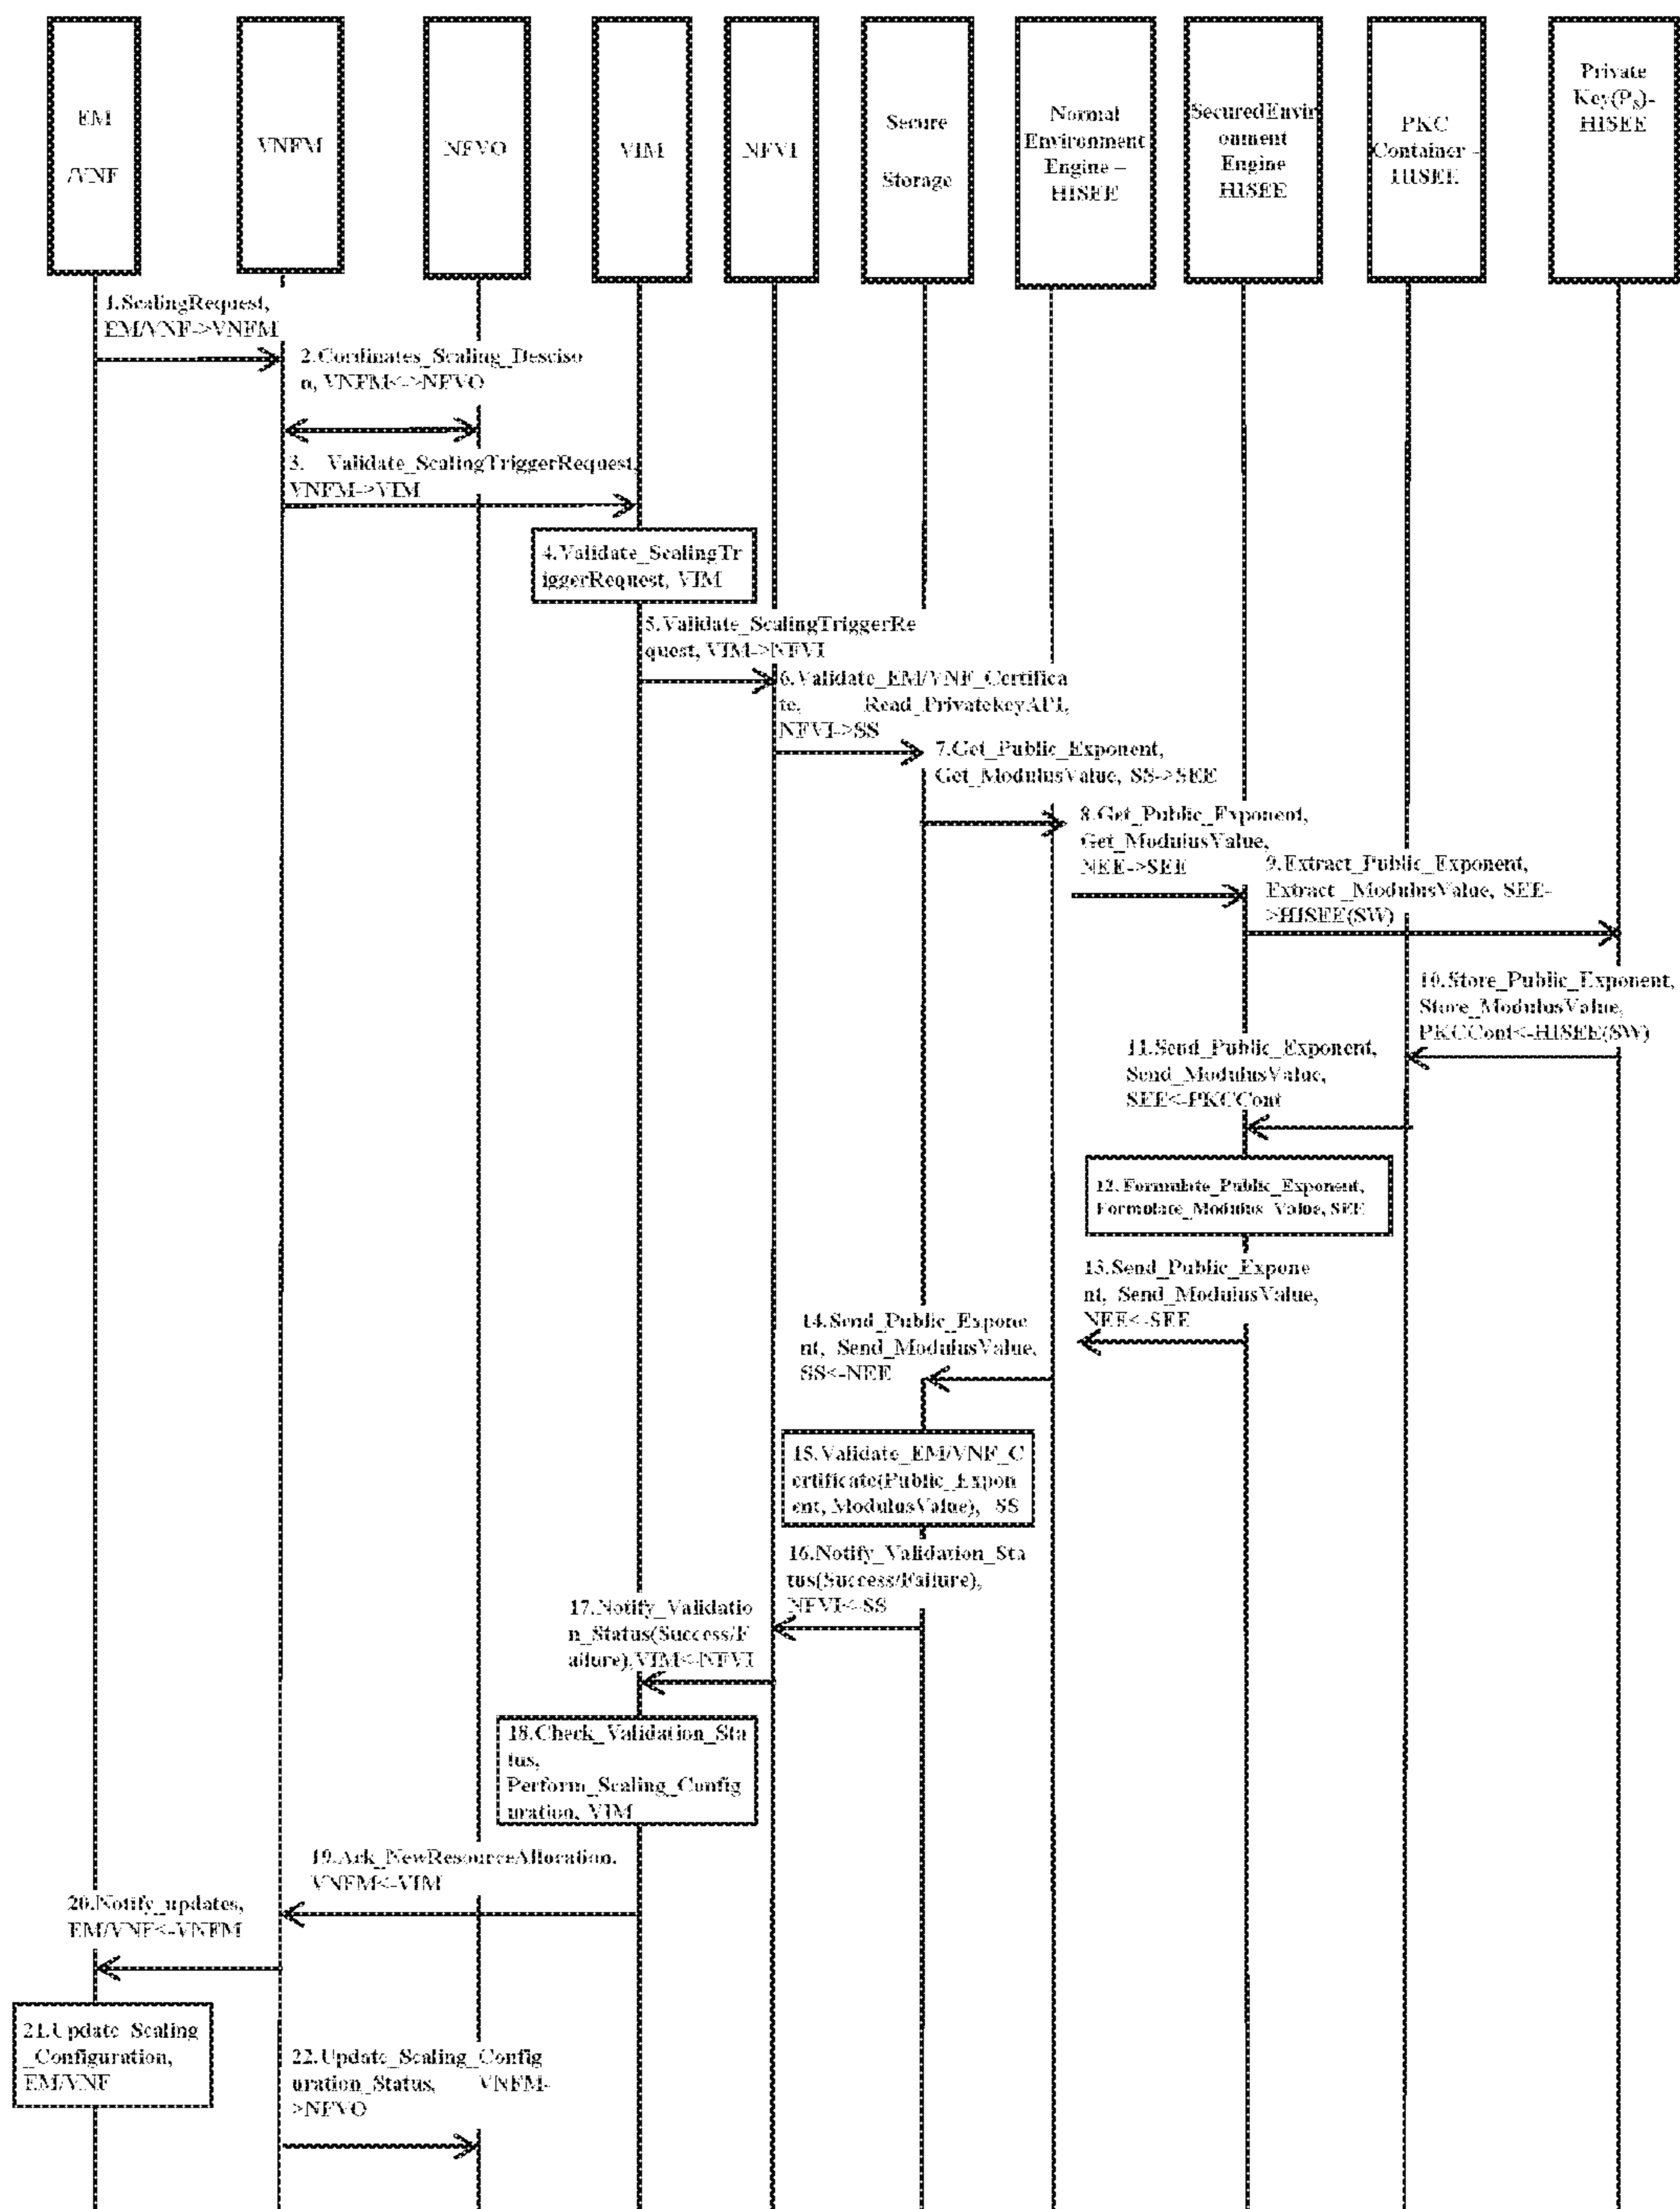 EM
/VNF
VNFM
NFVO
VIM
NFVI
Secure
Storage
Normal
Environment
Engine –
HISEE
SecuredEnvir
onment
Engine
HISEE
PKC
Container –
HISEE
Private
Key(PS)-
HISEE
1.ScalingRequest,
EM/VNF->VNFM
2.Cordinates_Scaling_Desciso
n, VNFM<->NFVO
3. Validate_ScalingTriggerRequest,
VNFM->VIM
4.Validate_ScalingTr
iggerRequest, VIM
5.Validate_ScalingTriggerRe
quest, VIM->NFVI
6.Validate_EM/VNF_Certifica
te, Read_PrivatekeyAPI,
NFVI->SS
7.Get_Public_Exponent,
Get_ModulusValue, SS->SEE
8.Get_Public_Exponent,
Get_ModulusValue,
NEE->SEE
9.Extract_Public_Exponent,
Extract _ModulusValue, SEE-
>HISEE(SW)
10.Store_Public_Exponent,
Store_ModulusValue,
PKCCont<-HISEE(SW)
11.Send_Public_Exponent,
Send_ModulusValue,
SEE<-PKCCont
12. Formulate_Public_Exponent,
Formulate_Modulus_Value, SEE
13.Send_Public_Expone
nt, Send_ModulusValue,
NEE<-SEE
14.Send_Public_Expone
nt, Send_ModulusValue,
SS<-NEE
15.Validate_EM/VNF_C
ertificate(Public_Expon
ent, ModulusValue), SS
16.Notify_Validation_Sta
tus(Success/Failure),
NFVI<-SS
17.Notify_Validatio
n_Status(Success/F
ailure),VIM<-NFVI
18.Check_Validation_Sta
tus,
Perform_Scaling_Config
uration, VIM
19.Ack_NewResourceAllocation,
VNFM<-VIM
20.Notify_updates,
EM/VNF<-VNFM
21.Update_Scaling
_Configuration,
EM/VNF
22.Update_Scaling_Config
uration_Status, VNFM-
>NFVO